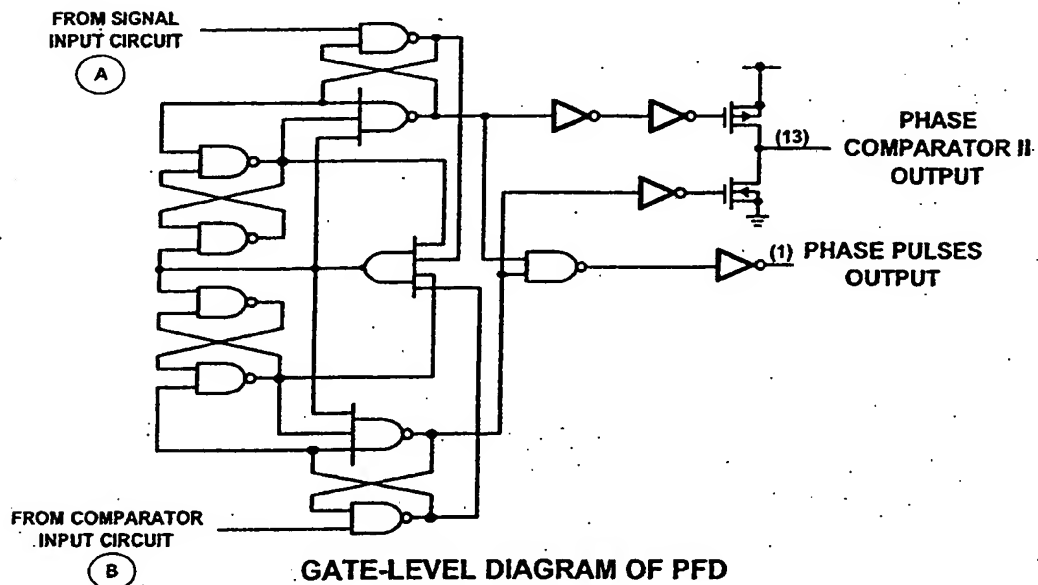 FROM SIGNAL
INPUT CIRCUIT
A
(13)
PHASE
COMPARATOR II
OUTPUT
(1) PHASE PULSES
OUTPUT
FROM COMPARATOR
INPUT CIRCUIT
B
GATE-LEVEL DIAGRAM OF PFD